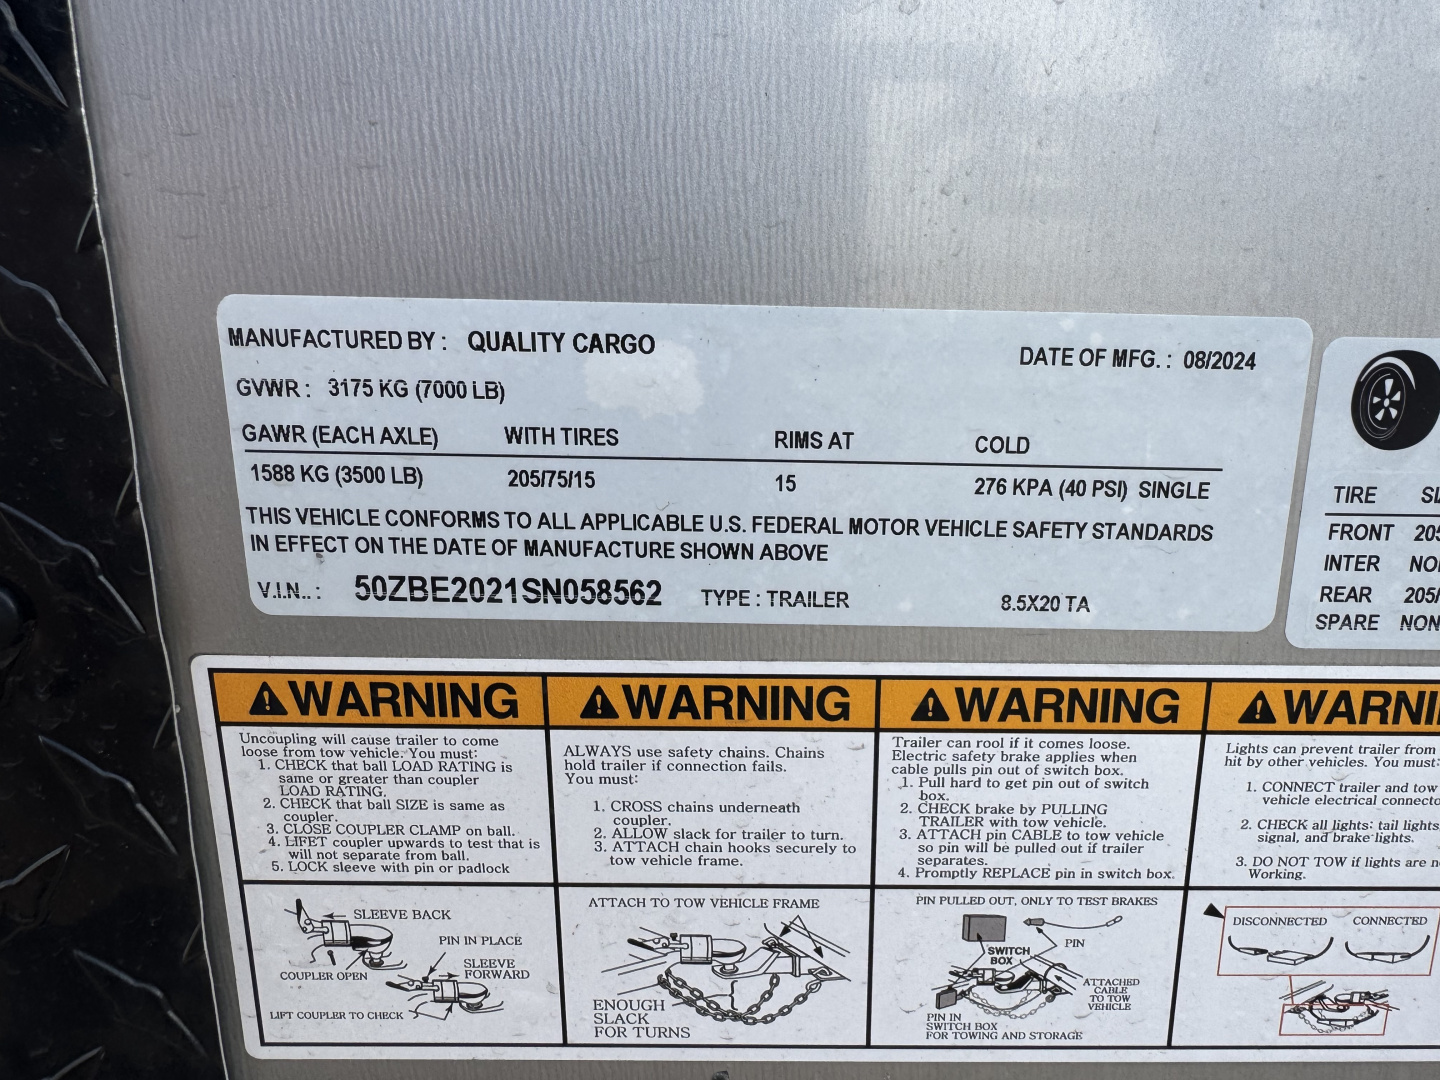 MANUFACTURED BY : QUALITY CARGO
DATE OF MFG. : 08/2024
GVWR : 3175 KG (7000 LB)
GAWR (EACH AXLE) WITH TIRES RIMS AT COLD
1588 KG (3500 LB) 205/75/15 15 276 KPA (40 PSI) SINGLE
THIS VEHICLE CONFORMS TO ALL APPLICABLE U.S. FEDERAL MOTOR VEHICLE SAFETY STANDARDS
IN EFFECT ON THE DATE OF MANUFACTURE SHOWN ABOVE
V.I.N.. : 50ZBE2021SN058562 TYPE : TRAILER 8.5X20 TA
TIRE
FRONT
INTER
REAR
SPARE
WARNING
Uncoupling will cause trailer to come
loose from tow vehicle. You must:
1. CHECK that ball LOAD RATING is
same or greater than coupler
LOAD RATING.
2. CHECK that ball SIZE is same as
coupler.
3. CLOSE COUPLER CLAMP on ball.
4. LIFET coupler upwards to test that is
will not separate from ball.
5. LOCK sleeve with pin or padlock
SLEEVE BACK
PIN IN PLACE
SLEEVE
FORWARD
COUPLER OPEN
LIFT COUPLER TO CHECK
WARNING
ALWAYS use safety chains. Chains
hold trailer if connection fails.
You must:
1. CROSS chains underneath
coupler.
2. ALLOW slack for trailer to turn.
3. ATTACH chain hooks securely to
tow vehicle frame.
ATTACH TO TOW VEHICLE FRAME
ENOUGH
SLACK
FOR TURNS
WARNING
Trailer can rool if it comes loose.
Electric safety brake applies when
cable pulls pin out of switch box.
1. Pull hard to get pin out of switch
box.
2. CHECK brake by PULLING
TRAILER with tow vehicle.
3. ATTACH pin CABLE to tow vehicle
so pin will be pulled out if trailer
separates.
4. Promptly REPLACE pin in switch box.
PIN PULLED OUT, ONLY TO TEST BRAKES
PIN
SWITCH
BOX
ATTACHED
CABLE
TO TOW
VEHICLE
PIN IN
SWITCH BOX
FOR TOWING AND STORAGE
WARNI
Lights can prevent trailer from
hit by other vehicles. You must:
1. CONNECT trailer and tow
vehicle electrical connecto
2. CHECK all lights: tail lights
signal, and brake lights.
3. DO NOT TOW if lights are n
Working.
DISCONNECTED CONNECTED